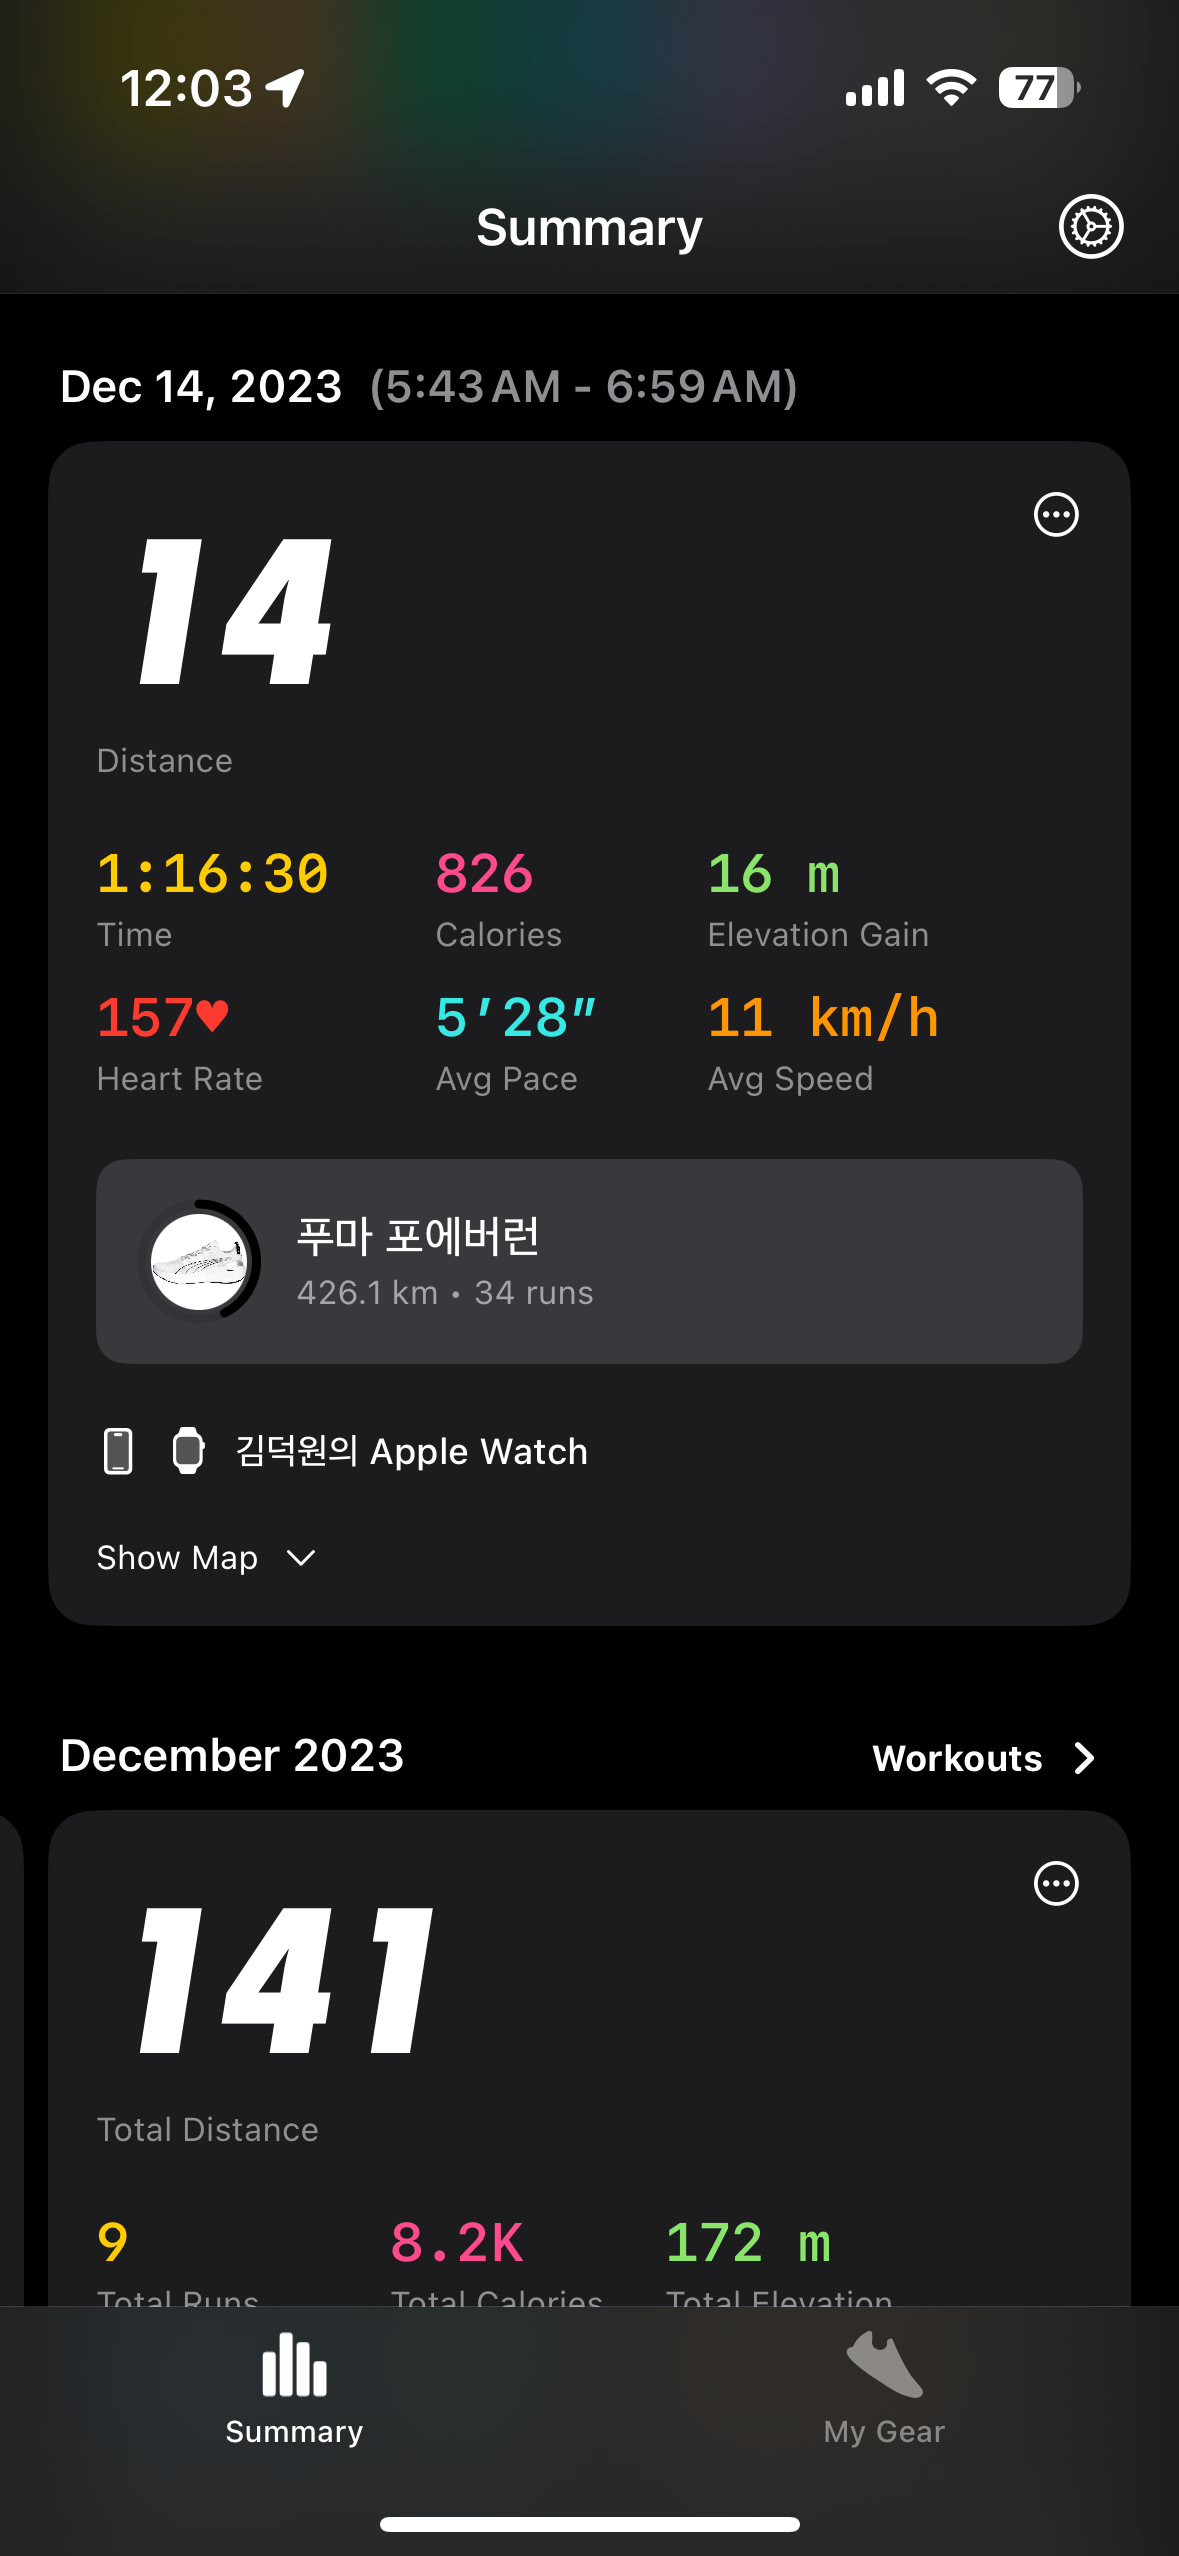 12:03
77
Summary
Dec 14, 2023 (5:43 AM - 6:59 AM)
14
Distance
1:16:30 826 16 m
Time Calories Elevation Gain
157♥ 5’28” 11 km/h
Heart Rate Avg Pace Avg Speed
푸마 포에버런
426.1 km • 34 runs
김덕원의 Apple Watch
Show Map
December 2023 Workouts
141
Total Distance
9 8.2K 172 m
Total Runs Total Calories Total Elevation
Summary My Gear